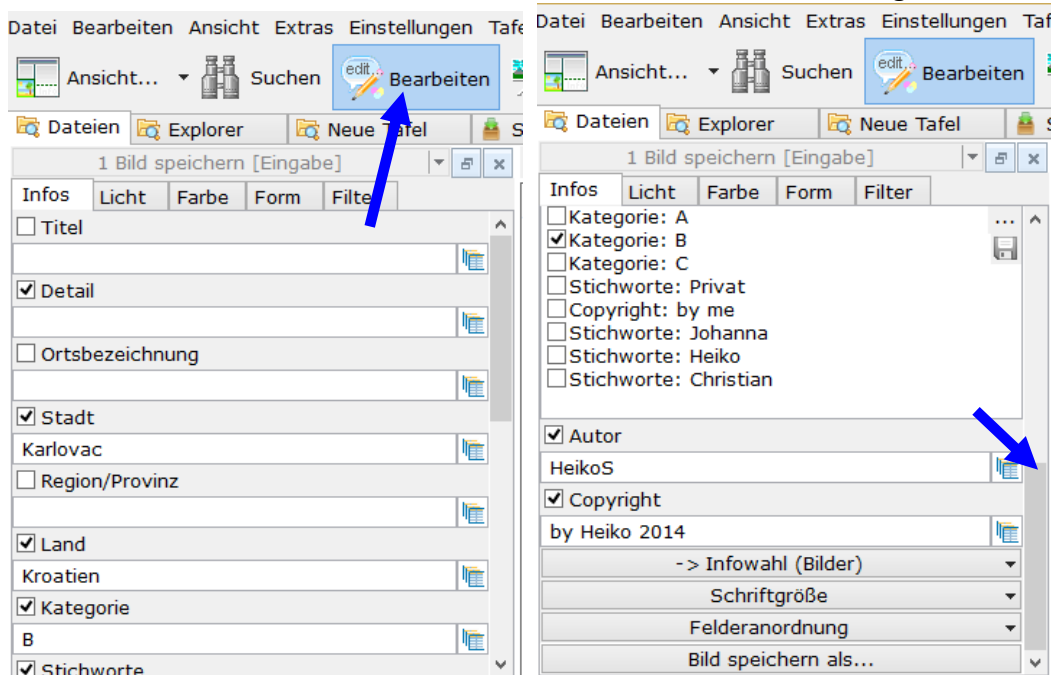 Datei Bearbeiten Ansicht Extras Einstellungen
Ansicht... Suchen edit.. Bearbeiten
Dateien Explorer Neue Tafel S
1 Bild speichern [Eingabe]
Infos Licht Farbe Form Filter
Titel
Detail
Ortsbezeichnung
Stadt
Karlovac
Region/Provinz
Land
Kroatien
Kategorie
B
Stichworte
Datei Bearbeiten Ansicht Extras Einstellungen Taf
Ansicht... Suchen edit.. Bearbeiten
Dateien Explorer Neue Tafel
1 Bild speichern [Eingabe]
Infos Licht Farbe Form Filter
Kategorie: A ...
Kategorie: B
Kategorie: C
Stichworte: Privat
Copyright: by me
Stichworte: Johanna
Stichworte: Heiko
Stichworte: Christian
Autor
HeikoS
Copyright
by Heiko 2014
-> Infowahl (Bilder)
Schriftgröße
Felderanordnung
Bild speichern als...